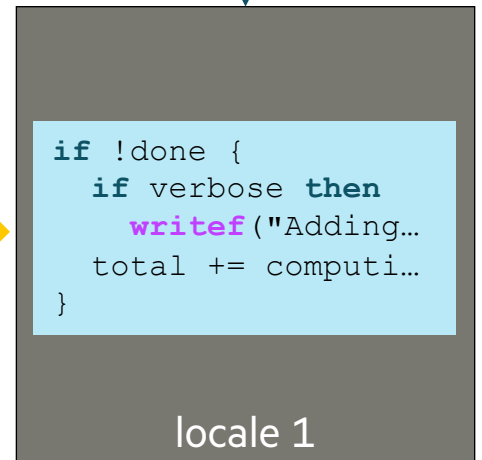 if !done {
  if verbose then
    writef("Adding…
  total += computi…
}
locale 1